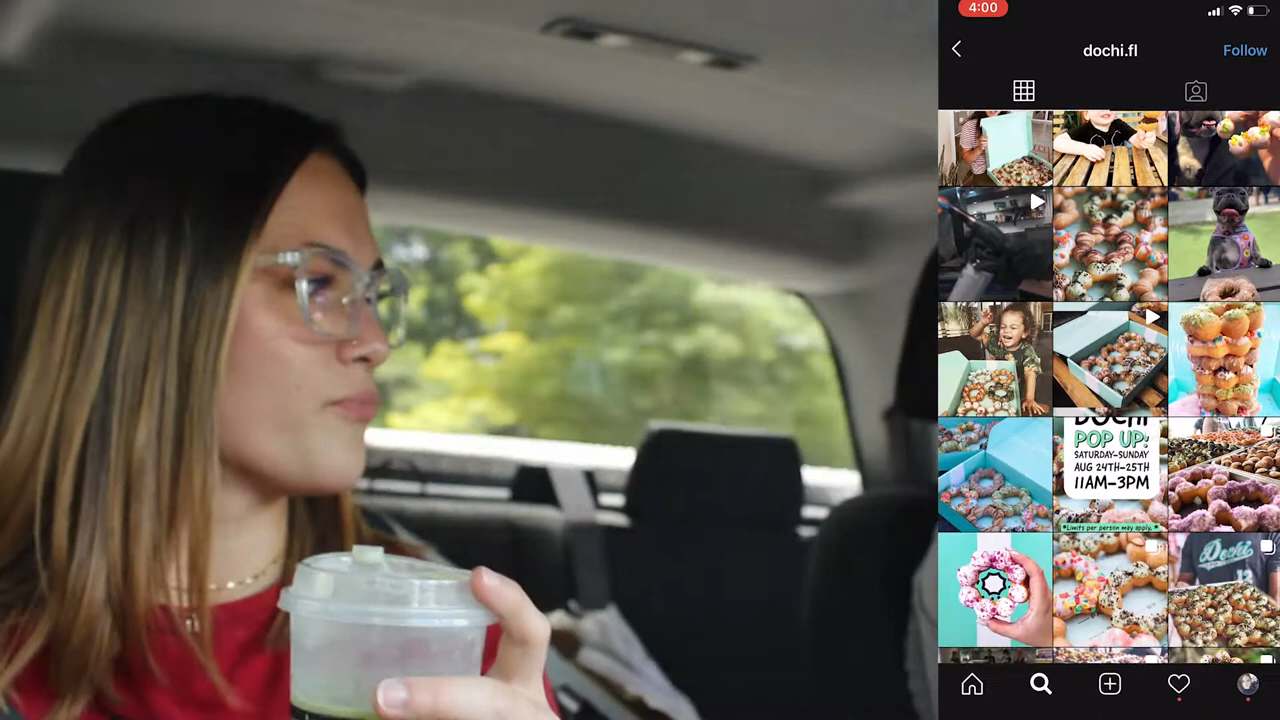 4:00
dochi.fl
Follow
DOCHI
POP UP!
SATURDAY-SUNDAY
AUG 24TH-25TH
11AM-3PM
*Limits per person may apply.*
Dochi